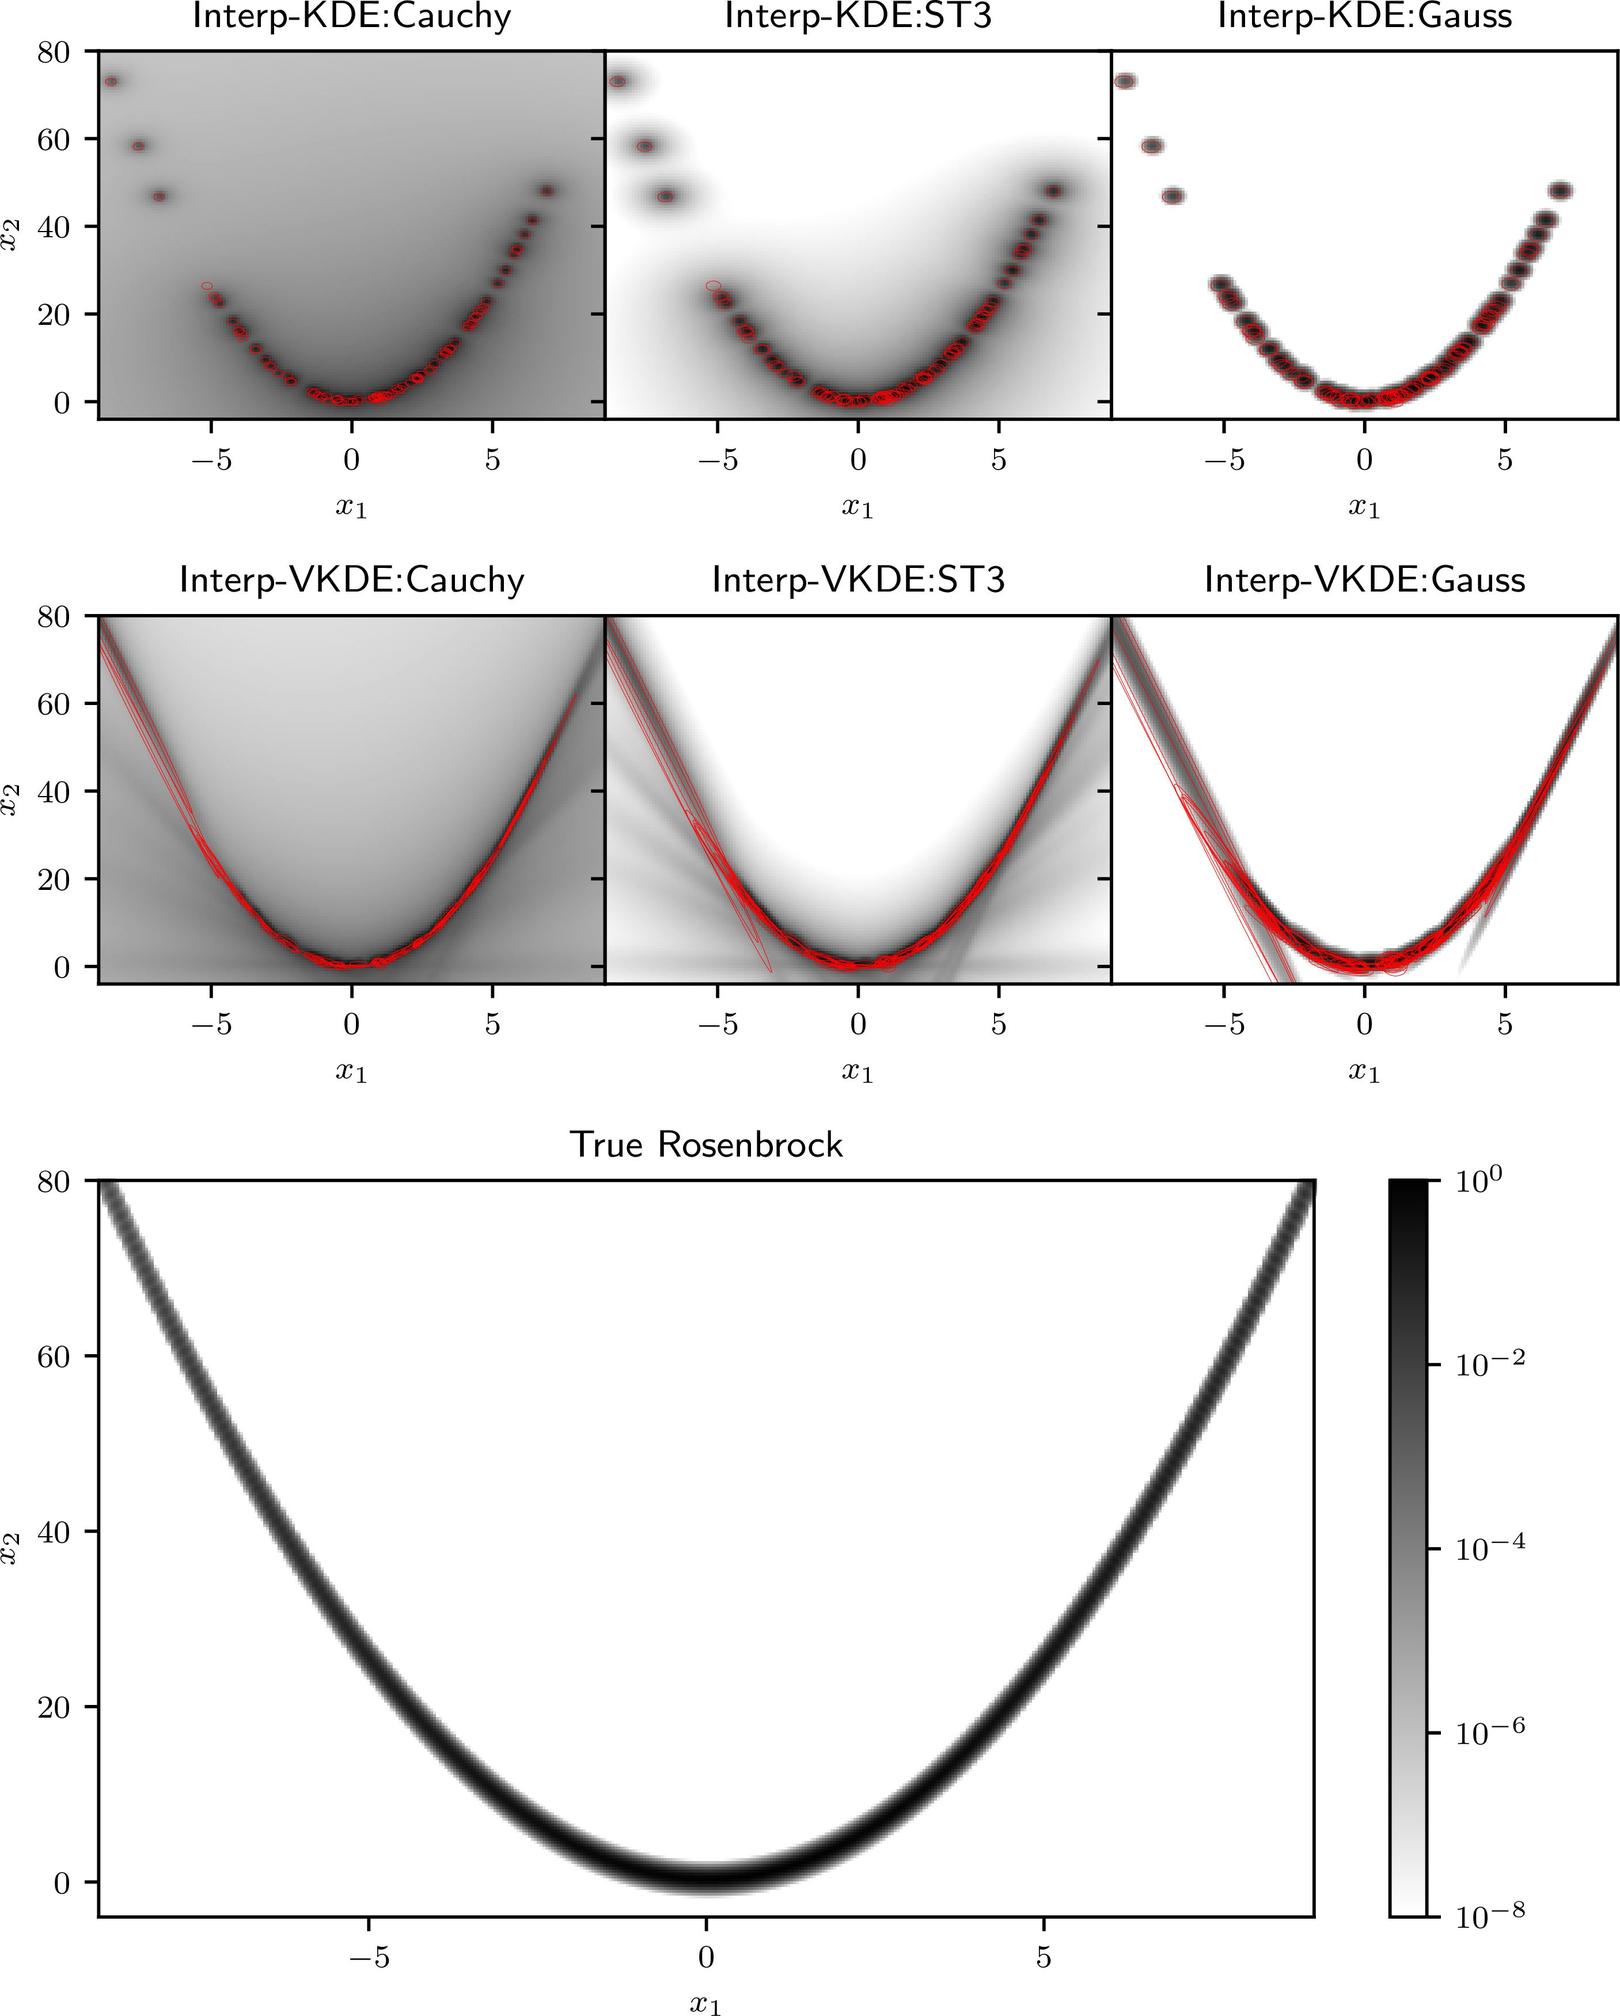 Interp-KDE:Cauchy Interp-KDE:ST3 Interp-KDE:Gauss
80
60
40
20
0
x₂
−5 0 5 −5 0 5 −5 0 5
x₁ x₁ x₁
Interp-VKDE:Cauchy Interp-VKDE:ST3 Interp-VKDE:Gauss
80
60
40
20
0
x₂
−5 0 5 −5 0 5 −5 0 5
x₁ x₁ x₁
True Rosenbrock
80
60
40
20
0
x₂
−5 0 5
x₁
10⁰
10⁻²
10⁻⁴
10⁻⁶
10⁻⁸